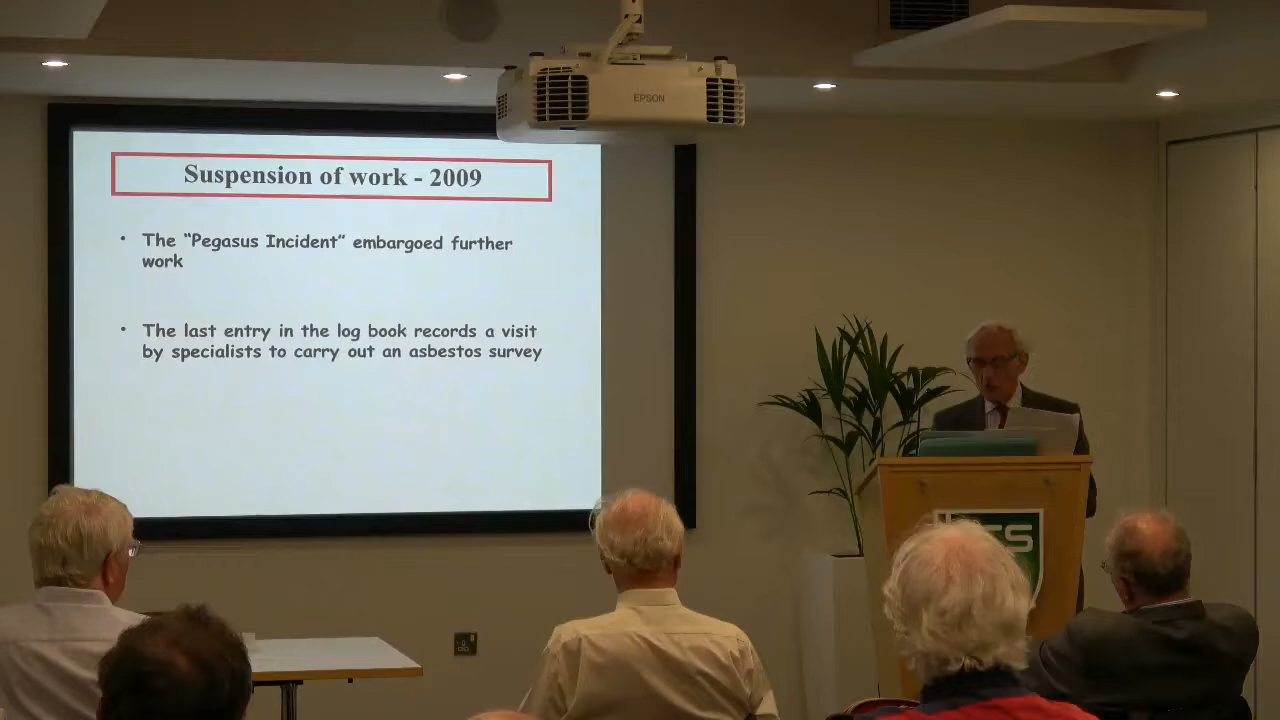 EPSON
Suspension of work - 2009
• The “Pegasus Incident” embargoed further
work
• The last entry in the log book records a visit
by specialists to carry out an asbestos survey